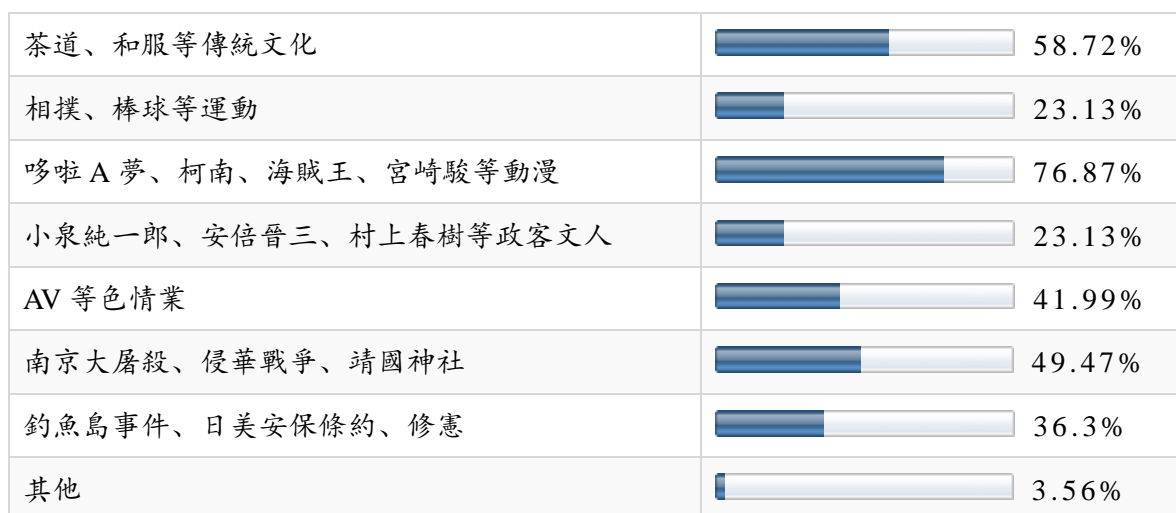 茶道、和服等傳統文化 58.72%
相撲、棒球等運動 23.13%
哆啦 A 夢、柯南、海賊王、宮崎駿等動漫 76.87%
小泉純一郎、安倍晉三、村上春樹等政客文人 23.13%
AV 等色情業 41.99%
南京大屠殺、侵華戰爭、靖國神社 49.47%
釣魚島事件、日美安保條約、修憲 36.3%
其他 3.56%